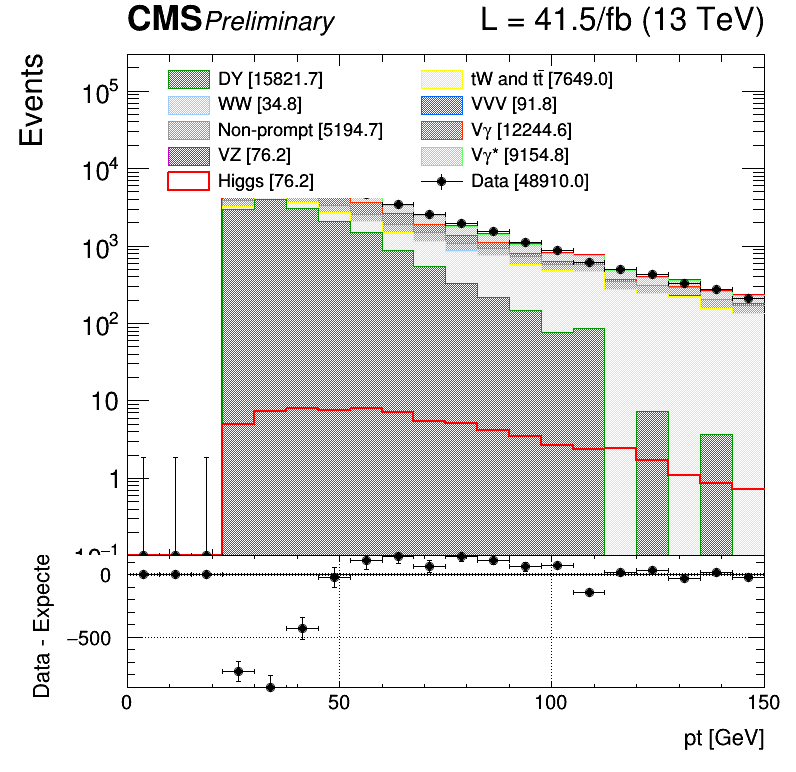 CMS Preliminary L = 41.5/fb (13 TeV)
Events
DY [15821.7] tW and tt̄ [7649.0]
WW [34.8] VVV [91.8]
Non-prompt [5194.7] Vγ [12244.6]
VZ [76.2] Vγ* [9154.8]
Higgs [76.2] Data [48910.0]
10⁵
10⁴
10³
10²
10
1
10⁻¹
Data - Expecte
0
−500
0 50 100 150
pt [GeV]